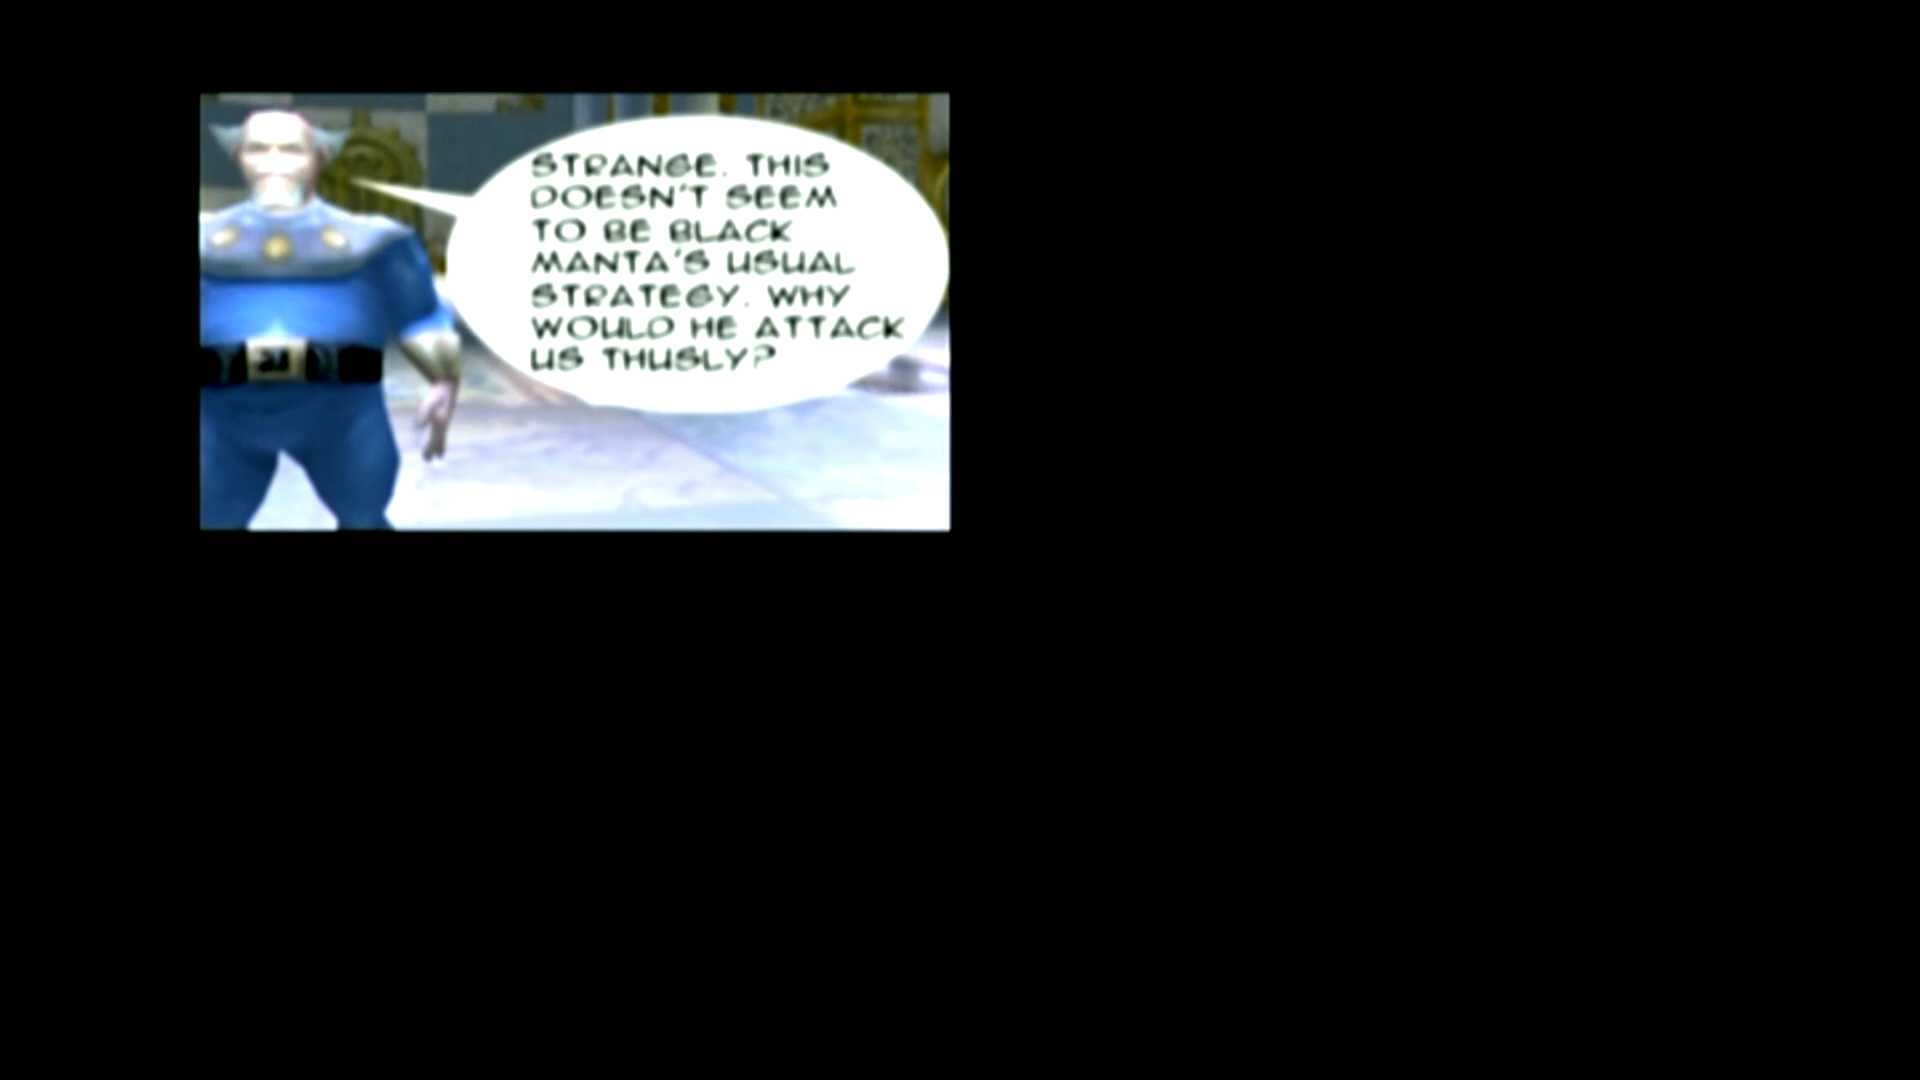 STRANGE. THIS
DOESN'T SEEM
TO BE BLACK
MANTA'S USUAL
STRATEGY. WHY
WOULD HE ATTACK
US THUSLY?